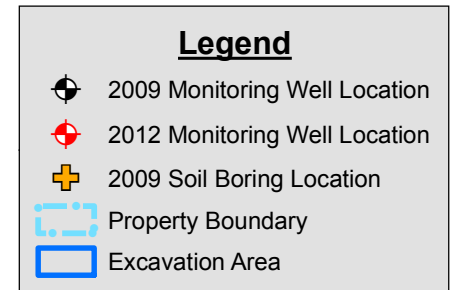 Legend
2009 Monitoring Well Location
2012 Monitoring Well Location
2009 Soil Boring Location
Property Boundary
Excavation Area